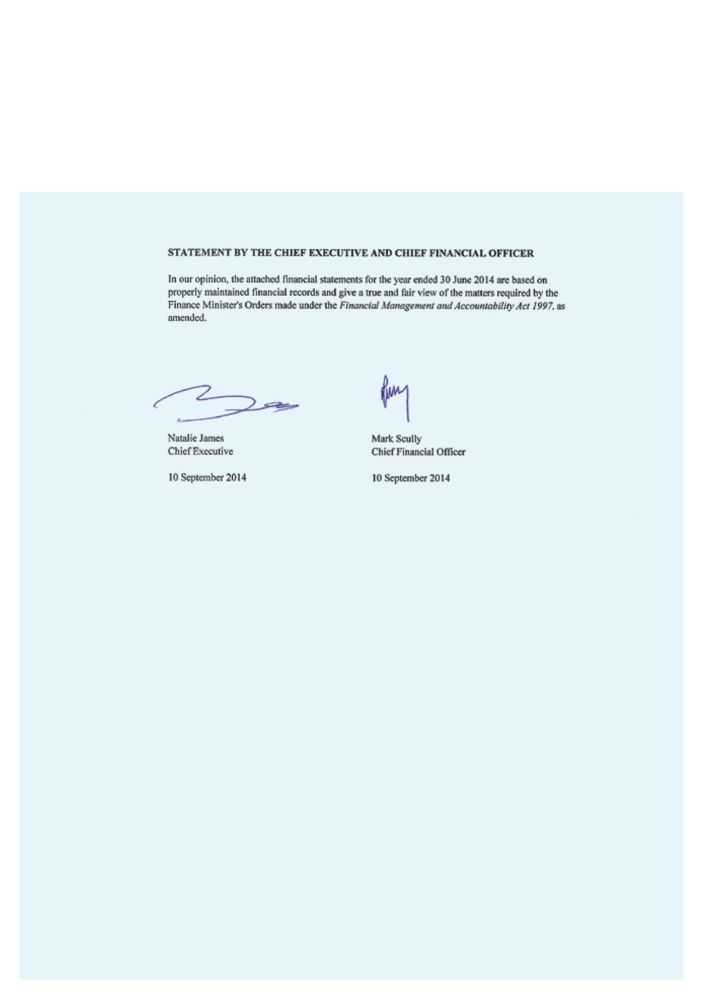 STATEMENT BY THE CHIEF EXECUTIVE AND CHIEF FINANCIAL OFFICER
In our opinion, the attached financial statements for the year ended 30 June 2014 are based on
properly maintained financial records and give a true and fair view of the matters required by the
Finance Minister's Orders made under the Financial Management and Accountability Act 1997, as
amended.
Natalie James
Chief Executive
10 September 2014
Mark Scully
Chief Financial Officer
10 September 2014